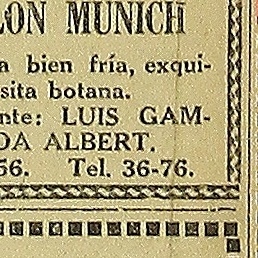 LON MUNICH
a bien fría, exqui-
sita botana.
nte: LUIS GAM-
DA ALBERT.
56. Tel. 36-76.